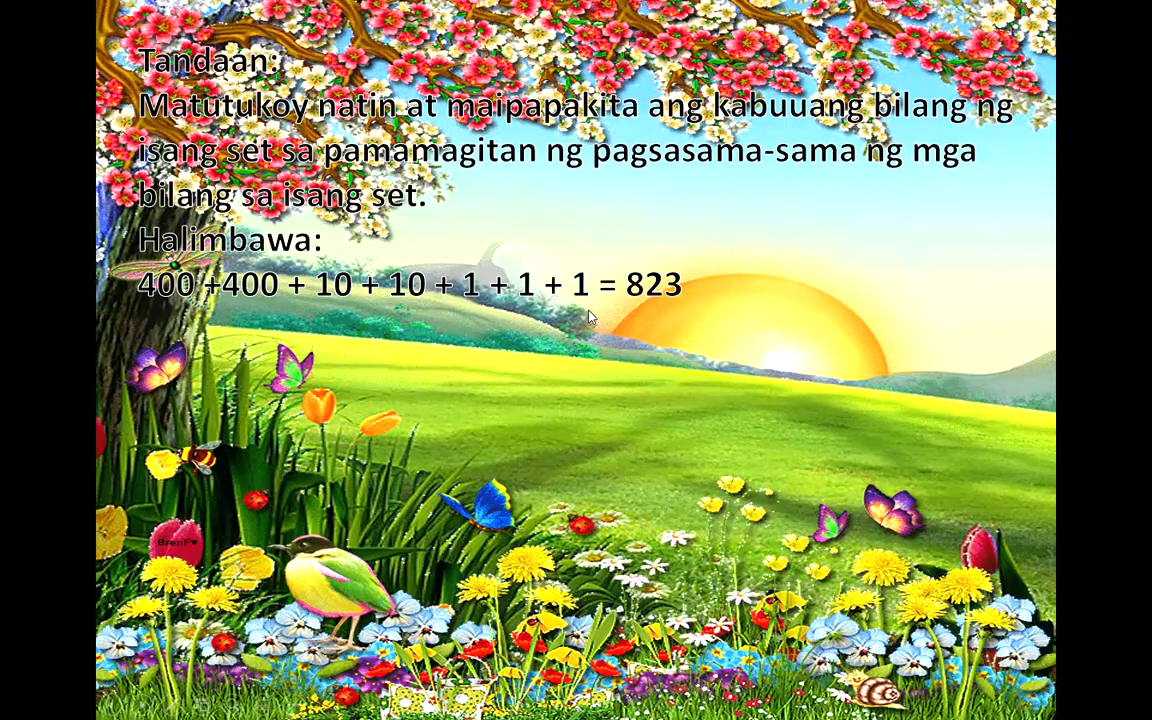 Tandaan:
Matutukoy natin at maipapakita ang kabuuang bilang ng
isang set sa pamamagitan ng pagsasama-sama ng mga
bilang sa isang set.
Halimbawa:
400 +400 + 10 + 10 + 1 + 1 + 1 = 823